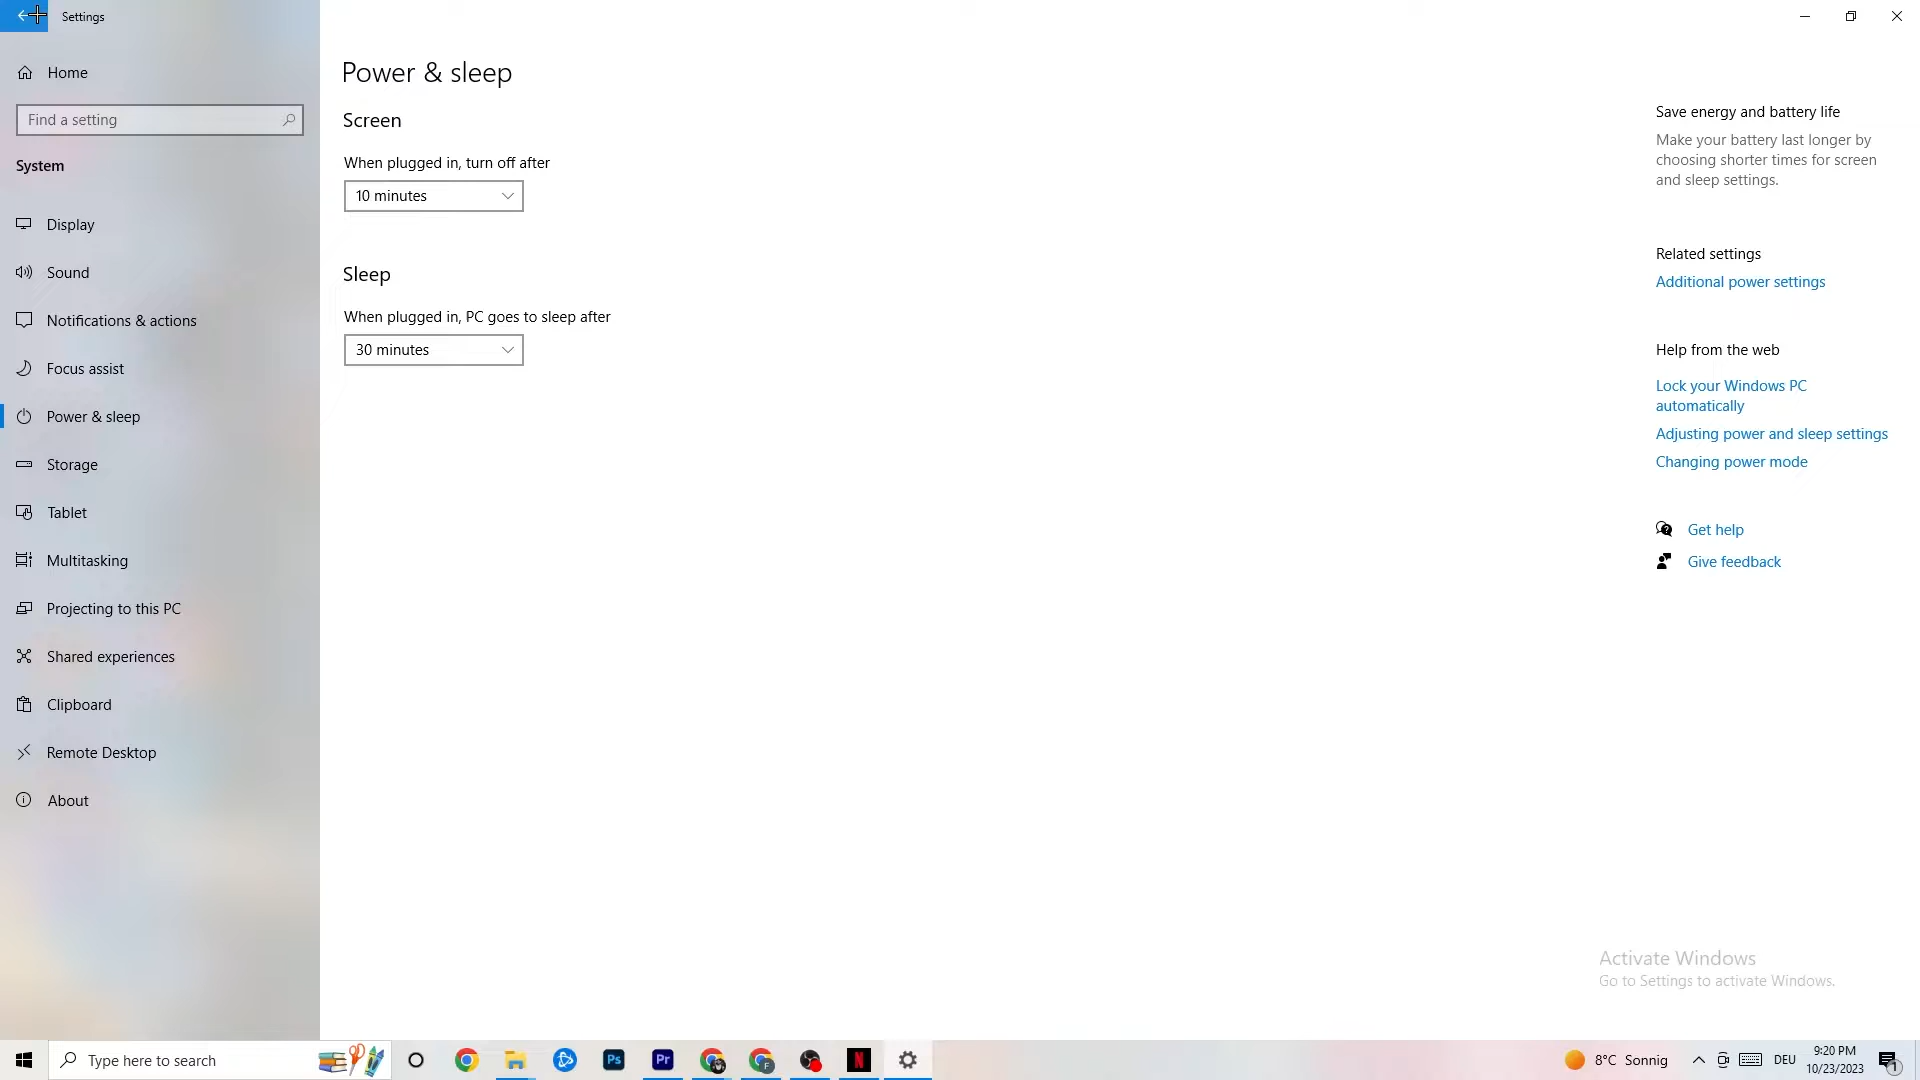 Settings
Home
Find a setting
System
Display
Sound
Notifications & actions
Focus assist
Power & sleep
Storage
Tablet
Multitasking
Projecting to this PC
Shared experiences
Clipboard
Remote Desktop
About
Power & sleep
Screen
When plugged in, turn off after
10 minutes
Sleep
When plugged in, PC goes to sleep after
30 minutes
Save energy and battery life
Make your battery last longer by
choosing shorter times for screen
and sleep settings.
Related settings
Additional power settings
Help from the web
Lock your Windows PC
automatically
Adjusting power and sleep settings
Changing power mode
Get help
Give feedback
Activate Windows
Go to Settings to activate Windows.
Type here to search
Ps
Pr
F
N
8°C Sonnig
DEU
9:20 PM
10/23/2023
1